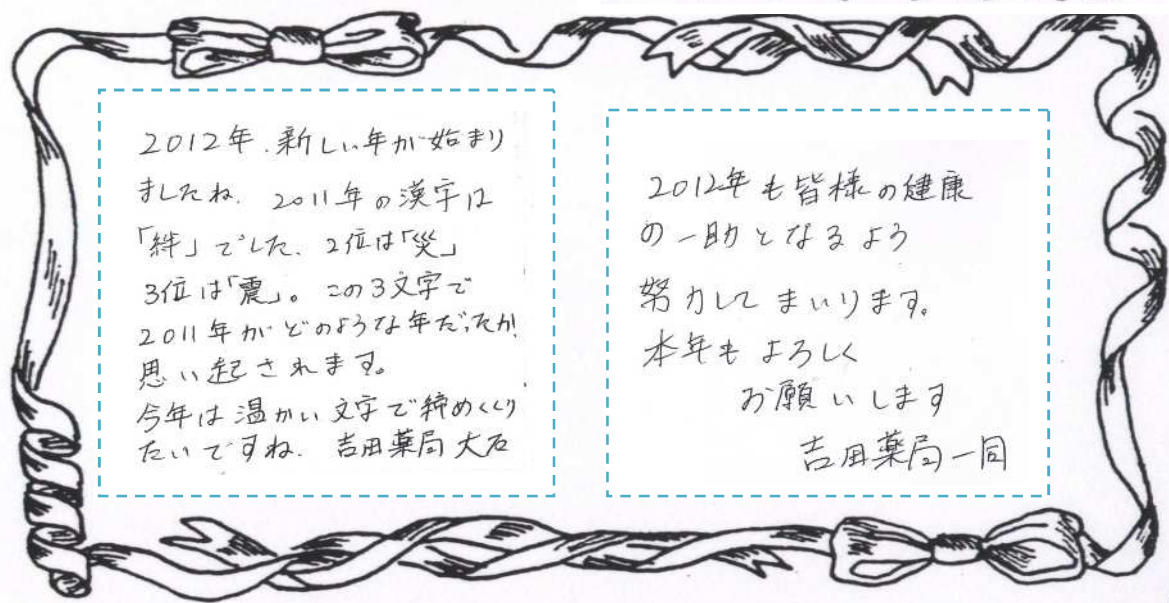 2012年.新しい年が始まり
ましたね. 2011年の漢字は
「絆」でした. 2位は「災」
3位は「震」。この3文字で
2011年がどのような年だったか
思い起されます。
今年は温かい文字で締めくくり
たいですね. 吉田薬局 大石
2012年も皆様の健康
の一助となるよう
努力してまいります。
本年もよろしく
お願いします
吉田薬局一同